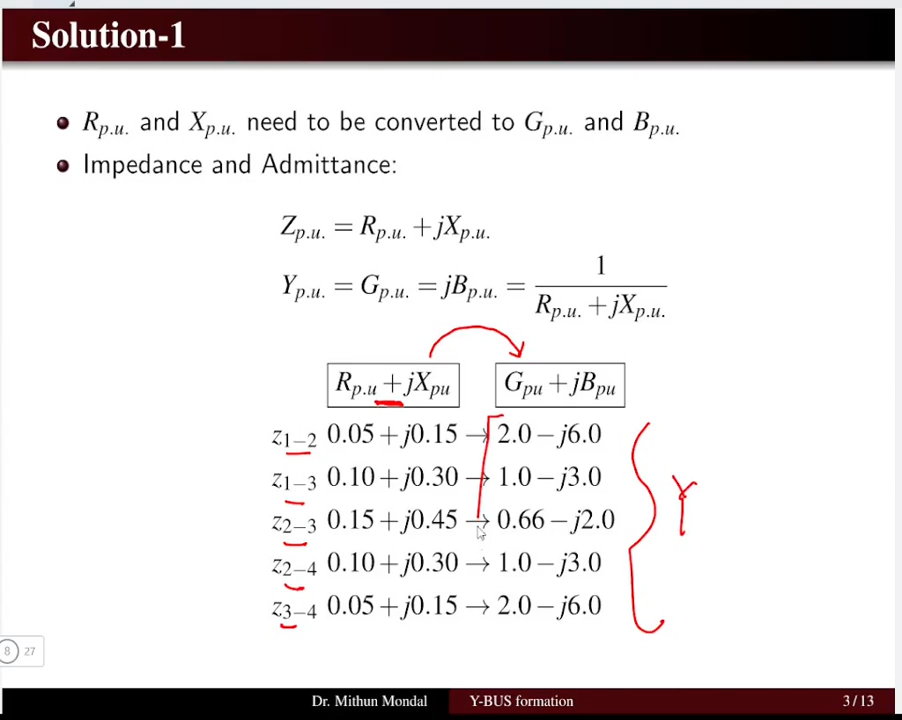 Solution-1
R_{p.u.} and X_{p.u.} need to be converted to G_{p.u.} and B_{p.u.}
Impedance and Admittance:
Z_{p.u.} = R_{p.u.} + jX_{p.u.}
Y_{p.u.} = G_{p.u.} = jB_{p.u.} = 1 / (R_{p.u.} + jX_{p.u.})
R_{p.u} + jX_{pu} G_{pu} + jB_{pu}
z_{1-2} 0.05 + j0.15 → 2.0 − j6.0
z_{1-3} 0.10 + j0.30 → 1.0 − j3.0
z_{2-3} 0.15 + j0.45 → 0.66 − j2.0
z_{2-4} 0.10 + j0.30 → 1.0 − j3.0
z_{3-4} 0.05 + j0.15 → 2.0 − j6.0
Y
8 27
Dr. Mithun Mondal Y-BUS formation 3 / 13